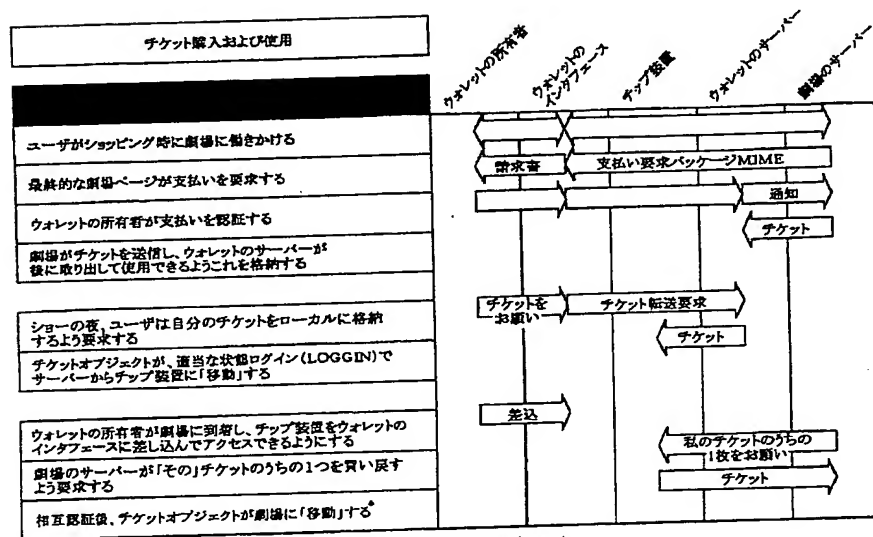 チケット購入および使用
ウォレットの所有者
ウォレットの
インタフェース
チップ装置
ウォレットのサーバー
劇場のサーバー
ユーザがショッピング時に劇場に働きかける
最終的な劇場ページが支払いを要求する
請求書
支払い要求パッケージMIME
ウォレットの所有者が支払いを認証する
通知
劇場がチケットを送信し、ウォレットのサーバーが
後に取り出して使用できるようこれを格納する
チケット
ショーの夜、ユーザは自分のチケットをローカルに格納
するよう要求する
チケットを
お願い
チケット転送要求
チケットオブジェクトが、適当な状態ログイン(LOGGIN)で
サーバーからチップ装置に「移動」する
チケット
ウォレットの所有者が劇場に到着し、チップ装置をウォレットの
インタフェースに差し込んでアクセスできるようにする
差込
劇場のサーバーが「その」チケットのうちの1つを買い戻す
よう要求する
私のチケットのうちの
1枚をお願い
相互認証後、チケットオブジェクトが劇場に「移動」する
チケット